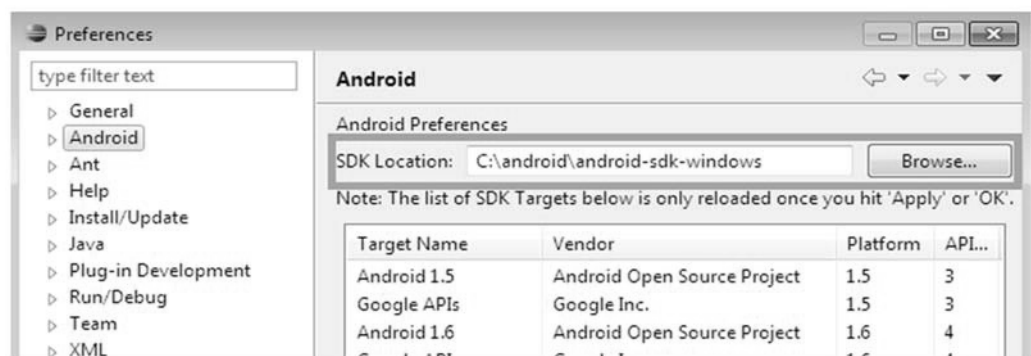 Preferences
type filter text
General
Android
Ant
Help
Install/Update
Java
Plug-in Development
Run/Debug
Team
XML
Android
Android Preferences
SDK Location: C:\android\android-sdk-windows Browse...
Note: The list of SDK Targets below is only reloaded once you hit 'Apply' or 'OK'.
Target Name Vendor Platform API...
Android 1.5 Android Open Source Project 1.5 3
Google APIs Google Inc. 1.5 3
Android 1.6 Android Open Source Project 1.6 4